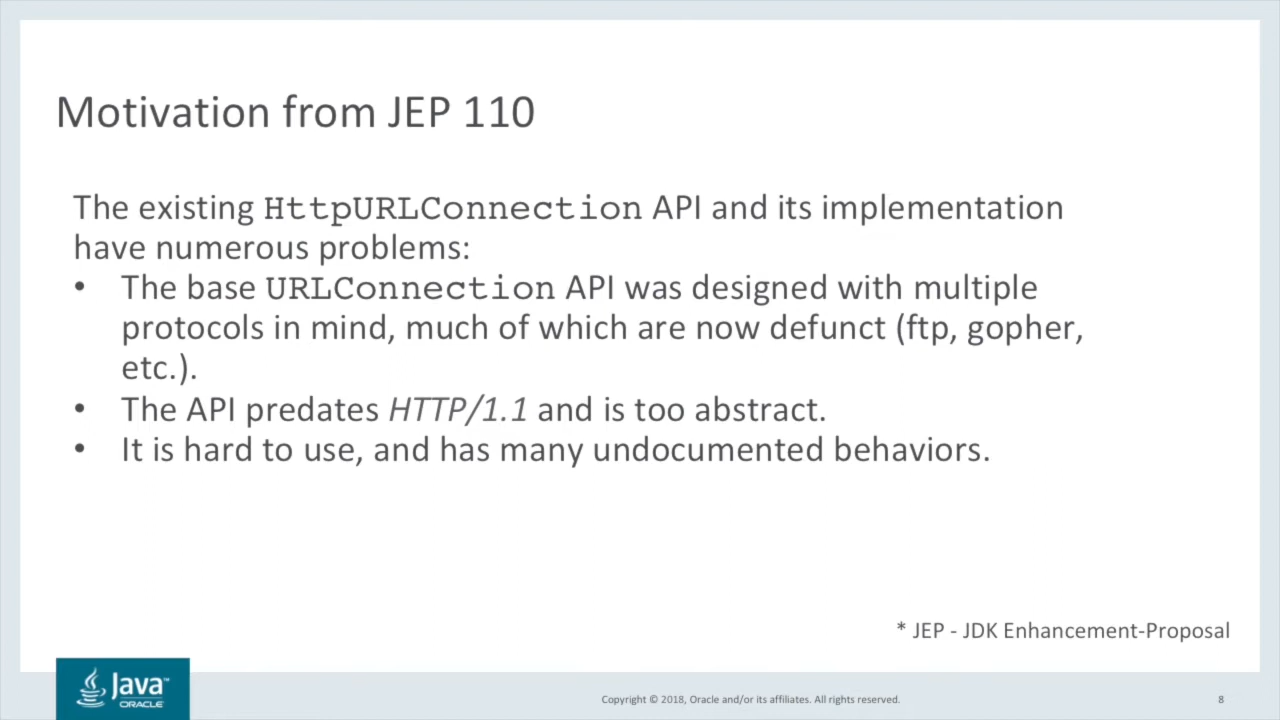 Motivation from JEP 110
The existing HttpURLConnection API and its implementation
have numerous problems:
• The base URLConnection API was designed with multiple
protocols in mind, much of which are now defunct (ftp, gopher,
etc.).
• The API predates HTTP/1.1 and is too abstract.
• It is hard to use, and has many undocumented behaviors.
* JEP - JDK Enhancement-Proposal
Java™
ORACLE
Copyright © 2018, Oracle and/or its affiliates. All rights reserved.
8